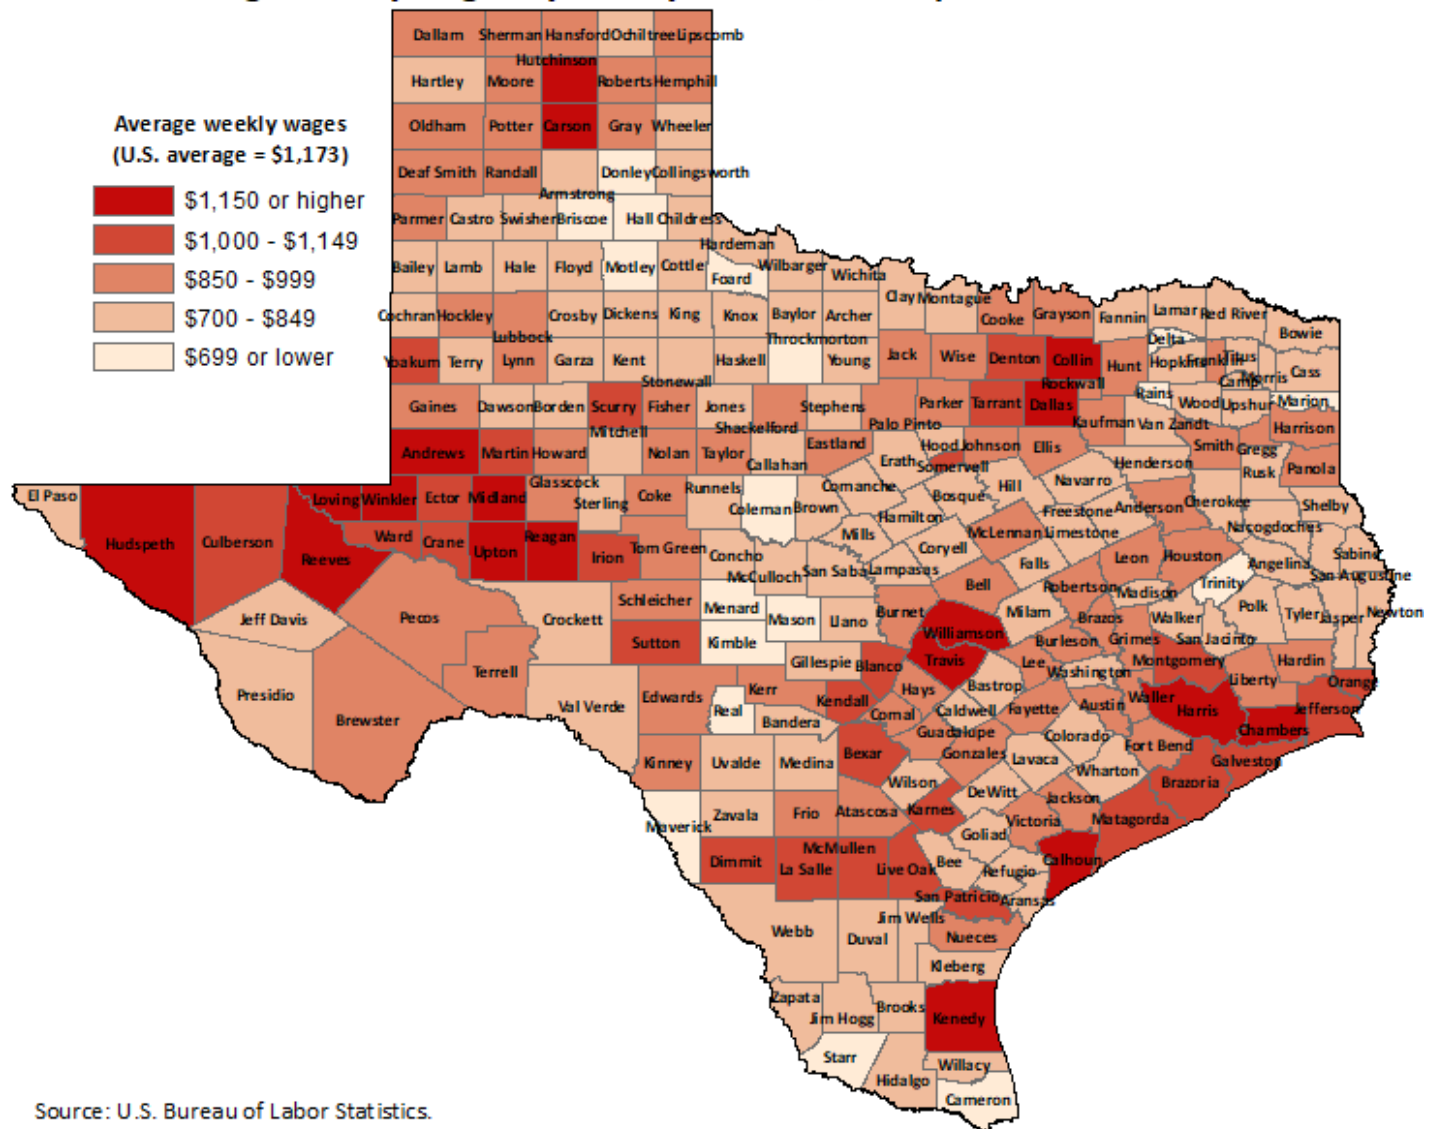 Dallam Sherman Hansford Ochiltree Lipscomb
Hutchinson
Hartley Moore Roberts Hemphill
Average weekly wages
(U.S. average = $1,173)
$1,150 or higher
$1,000 - $1,149
$850 - $999
$700 - $849
$699 or lower
Oldham Potter Carson Gray Wheeler
Deaf Smith Randall Donley Collingsworth
Armstrong
Parmer Castro Swisher Briscoe Hall Childress
Hardeman
Bailey Lamb Hale Floyd Motley Cottle Foard Wilbarger Wichita
Clay Montague
Cochran Hockley Crosby Dickens King Knox Baylor Archer Cooke Grayson Fannin Lamar Red River Bowie
Lubbock Throckmorton Delta
Yoakum Terry Lynn Garza Kent Haskell Young Jack Wise Denton Collin Hunt Hopkins Franklin Titus Cass
Stonewall Rockwall Camp Morris
Gaines Dawson Borden Scurry Fisher Jones Stephens Parker Tarrant Dallas Rains Wood Upshur Marion
Mitchell Shackelford Palo Pinto Kaufman Van Zandt Harrison
Andrews Martin Howard Nolan Taylor Callahan Eastland Hood Johnson Ellis Smith Gregg
Erath Somervell Henderson Rusk Panola
El Paso Loving Winkler Ector Midland Glasscock Sterling Coke Runnels Coleman Brown Comanche Bosque Hill Navarro Anderson Cherokee Shelby
Hamilton Freestone Nacogdoches
Hudspeth Culberson Reeves Ward Crane Upton Reagan Irion Tom Green Concho Mills Coryell McLennan Limestone Leon Houston Angelina Sabine
McCulloch San Saba Lampasas Falls San Augustine
Schleicher Menard Mason Burnet Bell Robertson Madison Trinity
Jeff Davis Pecos Crockett Llano Williamson Milam Brazos Walker Polk Tyler Jasper Newton
Sutton Kimble Burleson Grimes San Jacinto
Terrell Gillespie Blanco Travis Lee Washington Montgomery Hardin
Presidio Brewster Val Verde Edwards Kerr Real Kendall Hays Bastrop Liberty Orange
Bandera Comal Caldwell Fayette Austin Waller Harris Jefferson
Guadalupe Colorado Chambers
Kinney Uvalde Medina Bexar Gonzales Lavaca Fort Bend Galveston
Wilson DeWitt Wharton Brazoria
Maverick Zavala Frio Atascosa Karnes Jackson
Victoria Matagorda
Goliad
Dimmit McMullen La Salle Live Oak Bee Refugio Calhoun
San Patricio Aransas
Webb Duval Jim Wells Nueces
Kleberg
Zapata Jim Hogg Brooks Kenedy
Starr Willacy
Hidalgo Cameron
Source: U.S. Bureau of Labor Statistics.